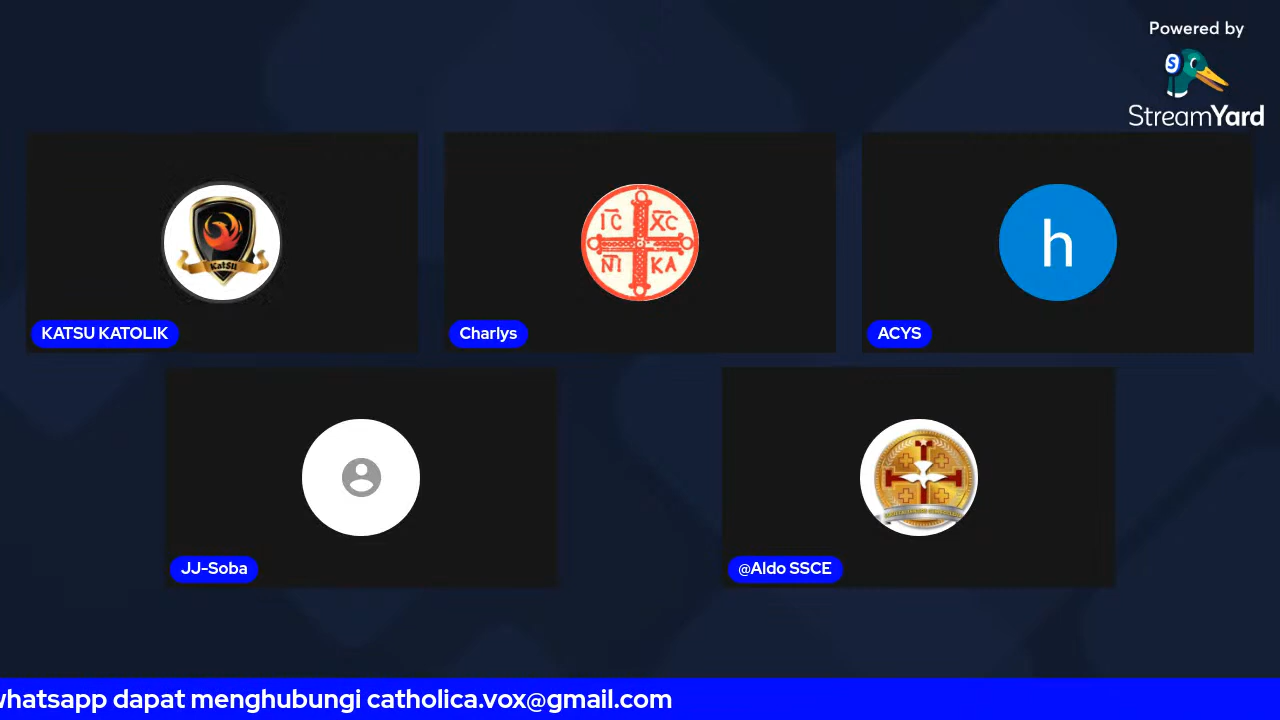 Powered by
S
StreamYard
KatSU
IC XC
NI KA
h
KATSU KATOLIK
Charlys
ACYS
JJ-Soba
@Aldo SSCE
whatsapp dapat menghubungi catholica.vox@gmail.com